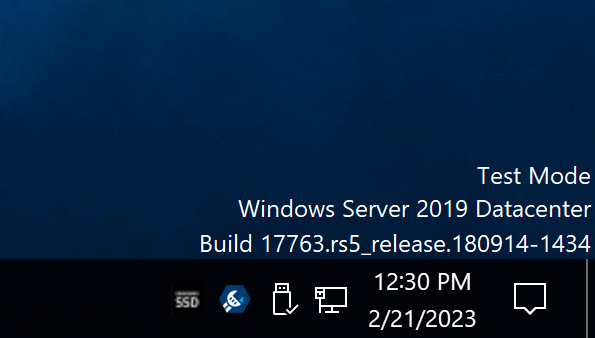 Test Mode
Windows Server 2019 Datacenter
Build 17763.rs5_release.180914-1434
SSD
12:30 PM
2/21/2023